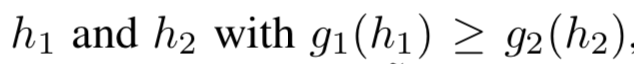 h₁ and h₂ with g₁(h₁) ≥ g₂(h₂),